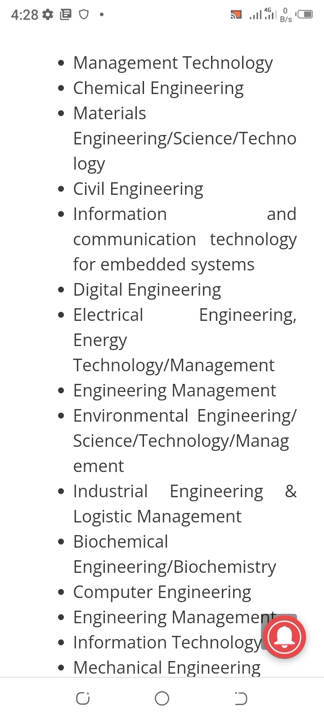 4:28
4G
0
B/s
Management Technology
Chemical Engineering
Materials
Engineering/Science/Techno
logy
Civil Engineering
Information and
communication technology
for embedded systems
Digital Engineering
Electrical Engineering,
Energy
Technology/Management
Engineering Management
Environmental Engineering/
Science/Technology/Manag
ement
Industrial Engineering &
Logistic Management
Biochemical
Engineering/Biochemistry
Computer Engineering
Engineering Management
Information Technology
Mechanical Engineering